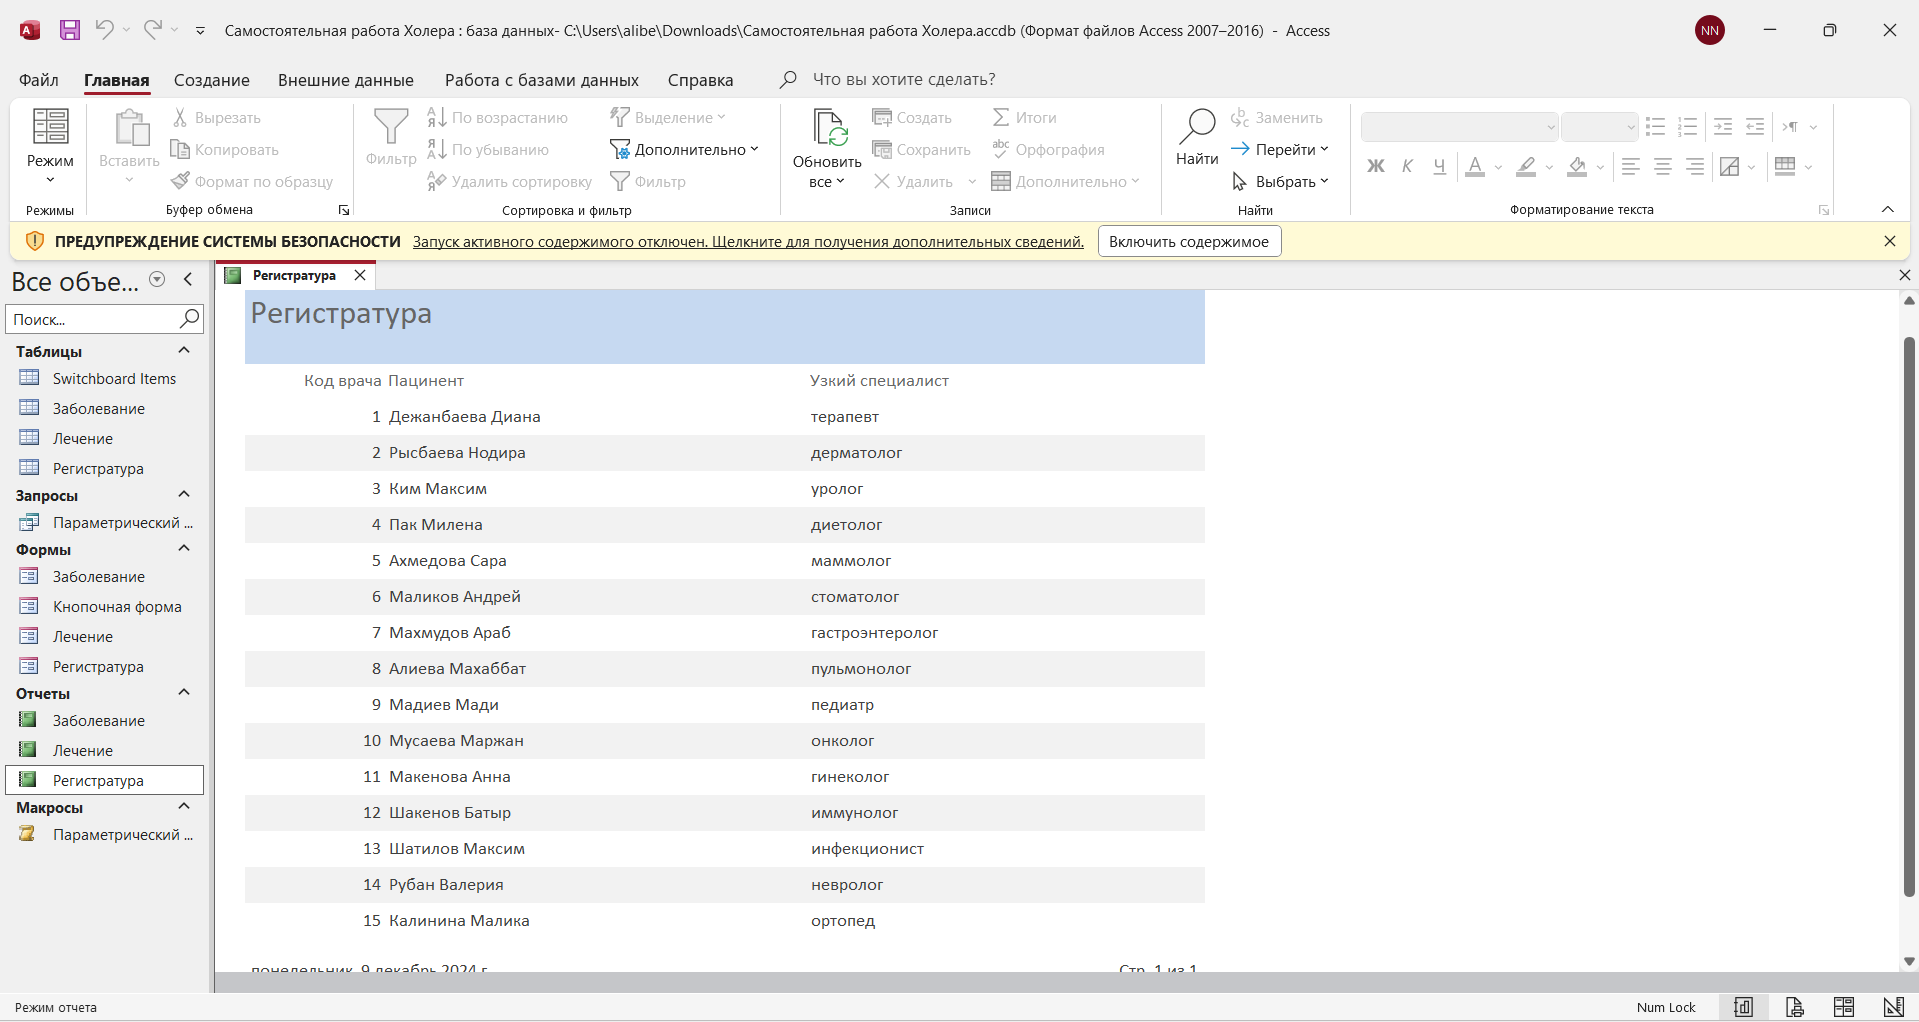 Самостоятельная работа Холера : база данных- C:\Users\alibe\Downloads\Самостоятельная работа Холера.accdb (Формат файлов Access 2007–2016) - Access
NN
Файл Главная Создание Внешние данные Работа с базами данных Справка Что вы хотите сделать?
Режим
Режимы
Вставить
Вырезать
Копировать
Формат по образцу
Буфер обмена
Фильтр
По возрастанию
По убыванию
Удалить сортировку
Выделение
Дополнительно
Фильтр
Сортировка и фильтр
Обновить
все
Создать
Сохранить
Удалить
Итоги
Орфография
Дополнительно
Записи
Найти
Заменить
Перейти
Выбрать
Найти
Ж К Ч А
Форматирование текста
ПРЕДУПРЕЖДЕНИЕ СИСТЕМЫ БЕЗОПАСНОСТИ Запуск активного содержимого отключен. Щелкните для получения дополнительных сведений. Включить содержимое
Все объе...
Поиск...
Таблицы
Switchboard Items
Заболевание
Лечение
Регистратура
Запросы
Параметрический ...
Формы
Заболевание
Кнопочная форма
Лечение
Регистратура
Отчеты
Заболевание
Лечение
Регистратура
Макросы
Параметрический ...
Регистратура
Регистратура
Код врача Пацинент Узкий специалист
1 Дежанбаева Диана терапевт
2 Рысбаева Нодира дерматолог
3 Ким Максим уролог
4 Пак Милена диетолог
5 Ахмедова Сара маммолог
6 Маликов Андрей стоматолог
7 Махмудов Араб гастроэнтеролог
8 Алиева Махаббат пульмонолог
9 Мадиев Мади педиатр
10 Мусаева Маржан онколог
11 Макенова Анна гинеколог
12 Шакенов Батыр иммунолог
13 Шатилов Максим инфекционист
14 Рубан Валерия невролог
15 Калинина Малика ортопед
понедельник, 9 декабрь 2024 г. Стр. 1 из 1
Режим отчета Num Lock